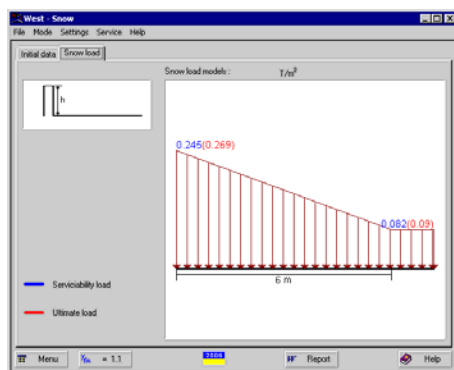 West - Snow
File Mode Settings Service Help
Initial data Snow load
Snow load models : T/m²
h
0.245(0.269)
0.082(0.09)
6 m
Serviciability load
Ultimate load
Menu = 1.1 2006 Report Help